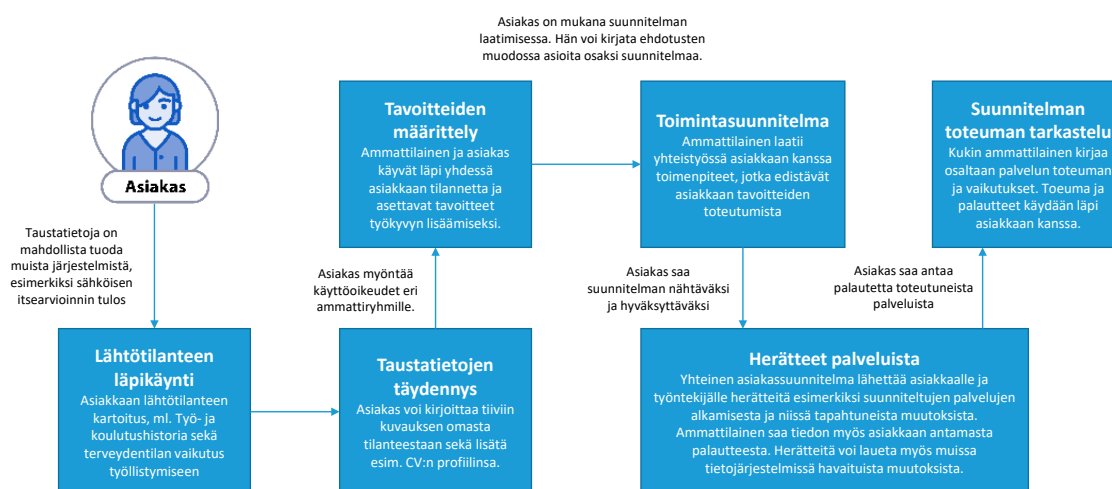 Asiakas on mukana suunnitelman
laatimisessa. Hän voi kirjata ehdotusten
muodossa asioita osaksi suunnitelmaa.
Asiakas
Taustatietoja on
mahdollista tuoda
muista järjestelmistä,
esimerkiksi sähköisen
itsearvioinnin tulos
Lähtötilanteen
läpikäynti
Asiakkaan lähtötilanteen
kartoitus, ml. Työ- ja
koulutushistoria sekä
terveydentilan vaikutus
työllistymiseen
Taustatietojen
täydennys
Asiakas voi kirjoittaa tiiviin
kuvauksen omasta
tilanteestaan sekä lisätä
esim. CV:n profiilinsa.
Asiakas myöntää
käyttöoikeudet eri
ammattiryhmille.
Tavoitteiden
määrittely
Ammattilainen ja asiakas
käyvät läpi yhdessä
asiakkaan tilannetta ja
asettavat tavoitteet
työkyvyn lisäämiseksi.
Toimintasuunnitelma
Ammattilainen laatii
yhteistyössä asiakkaan kanssa
toimenpiteet, jotka edistävät
asiakkaan tavoitteiden
toteutumista
Asiakas saa
suunnitelman nähtäväksi
ja hyväksyttäväksi
Herätteet palveluista
Yhteinen asiakassuunnitelma lähettää asiakkaalle ja
työntekijälle herätteitä esimerkiksi suunniteltujen palvelujen
alkamisesta ja niissä tapahtuneista muutoksista.
Ammattilainen saa tiedon myös asiakkaan antamasta
palautteesta. Herätteitä voi laueta myös muissa
tietojärjestelmissä havaituista muutoksista.
Asiakas saa antaa
palautetta toteutuneista
palveluista
Suunnitelman
toteuman tarkastelu
Kukin ammattilainen kirjaa
osaltaan palvelun toteuman
ja vaikutukset. Toeuma ja
palautteet käydään läpi
asiakkaan kanssa.